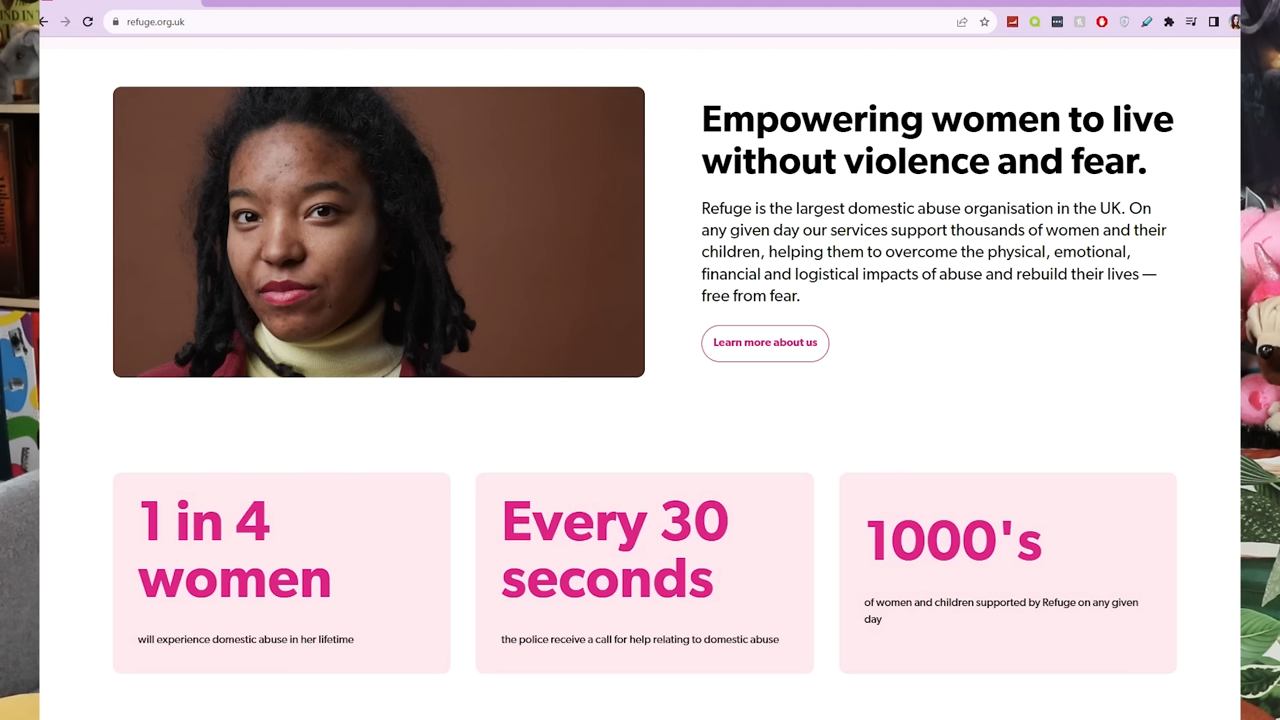 refuge.org.uk
Empowering women to live
without violence and fear.
Refuge is the largest domestic abuse organisation in the UK. On
any given day our services support thousands of women and their
children, helping them to overcome the physical, emotional,
financial and logistical impacts of abuse and rebuild their lives —
free from fear.
Learn more about us
1 in 4
women
will experience domestic abuse in her lifetime
Every 30
seconds
the police receive a call for help relating to domestic abuse
1000's
of women and children supported by Refuge on any given
day